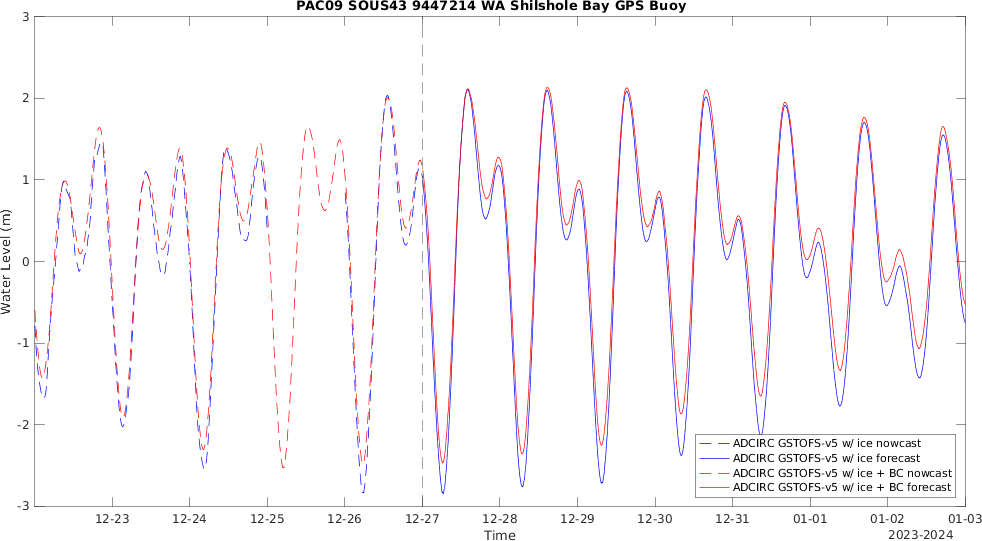 PAC09 SOUS43 9447214 WA Shilshole Bay GPS Buoy
3
2
1
0
-1
-2
-3
Water Level (m)
ADCIRC GSTOFS-v5 w/ ice nowcast
ADCIRC GSTOFS-v5 w/ ice forecast
ADCIRC GSTOFS-v5 w/ ice + BC nowcast
ADCIRC GSTOFS-v5 w/ ice + BC forecast
12-23 12-24 12-25 12-26 12-27 12-28 12-29 12-30 12-31 01-01 01-02 01-03
Time
2023-2024